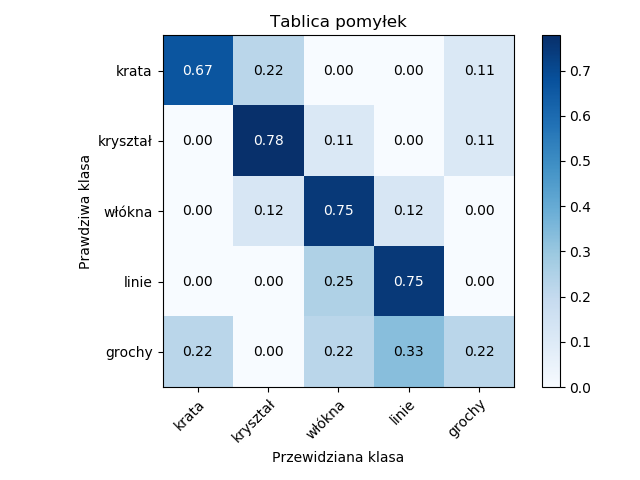 Tablica pomyłek
Prawdziwa klasa
krata 0.67 0.22 0.00 0.00 0.11
kryształ 0.00 0.78 0.11 0.00 0.11
włókna 0.00 0.12 0.75 0.12 0.00
linie 0.00 0.00 0.25 0.75 0.00
grochy 0.22 0.00 0.22 0.33 0.22
krata kryształ włókna linie grochy
Przewidziana klasa
0.7
0.6
0.5
0.4
0.3
0.2
0.1
0.0